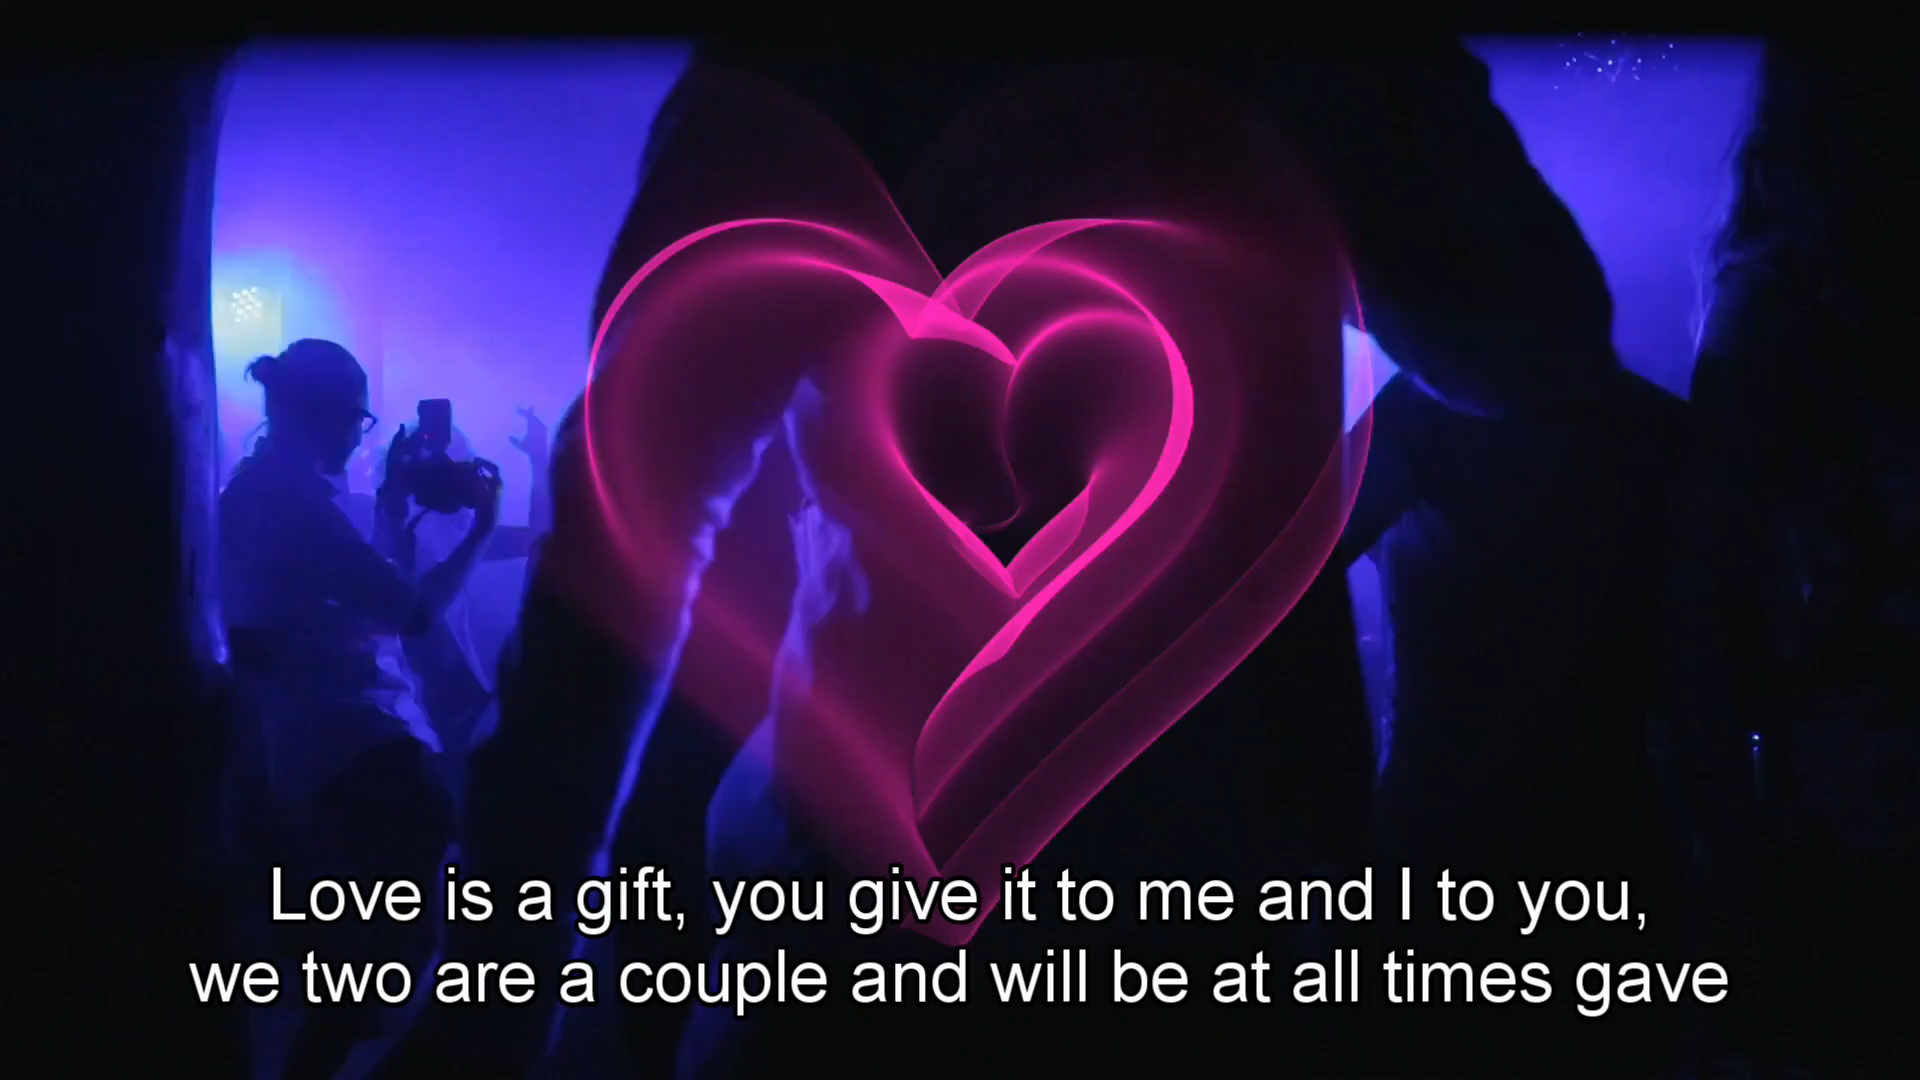 Love is a gift, you give it to me and I to you,
we two are a couple and will be at all times gave